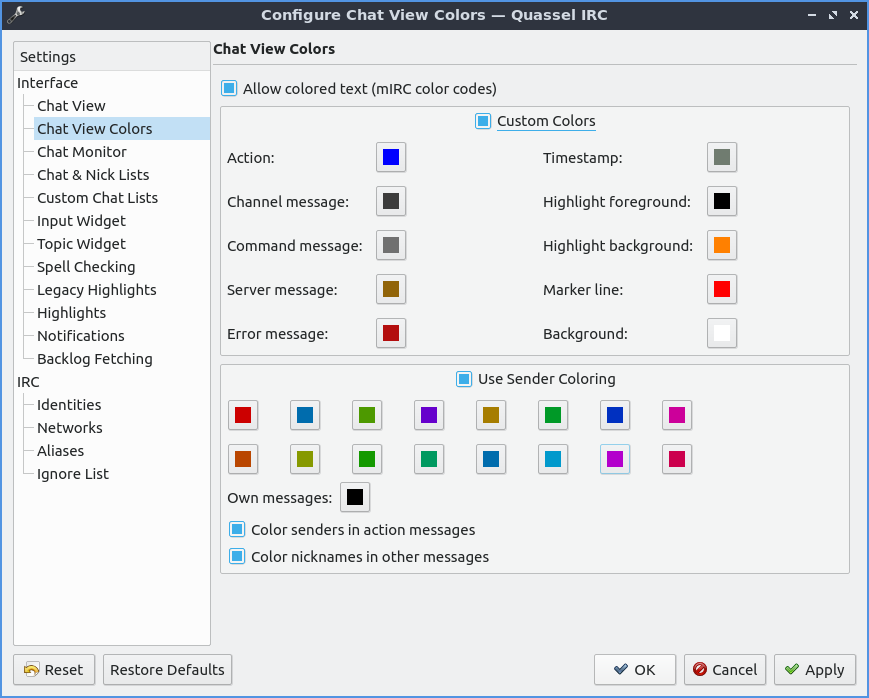 Configure Chat View Colors — Quassel IRC
Settings
Interface
Chat View
Chat View Colors
Chat Monitor
Chat & Nick Lists
Custom Chat Lists
Input Widget
Topic Widget
Spell Checking
Legacy Highlights
Highlights
Notifications
Backlog Fetching
IRC
Identities
Networks
Aliases
Ignore List
Chat View Colors
Allow colored text (mIRC color codes)
Custom Colors
Action:
Timestamp:
Channel message:
Highlight foreground:
Command message:
Highlight background:
Server message:
Marker line:
Error message:
Background:
Use Sender Coloring
Own messages:
Color senders in action messages
Color nicknames in other messages
Reset
Restore Defaults
OK
Cancel
Apply